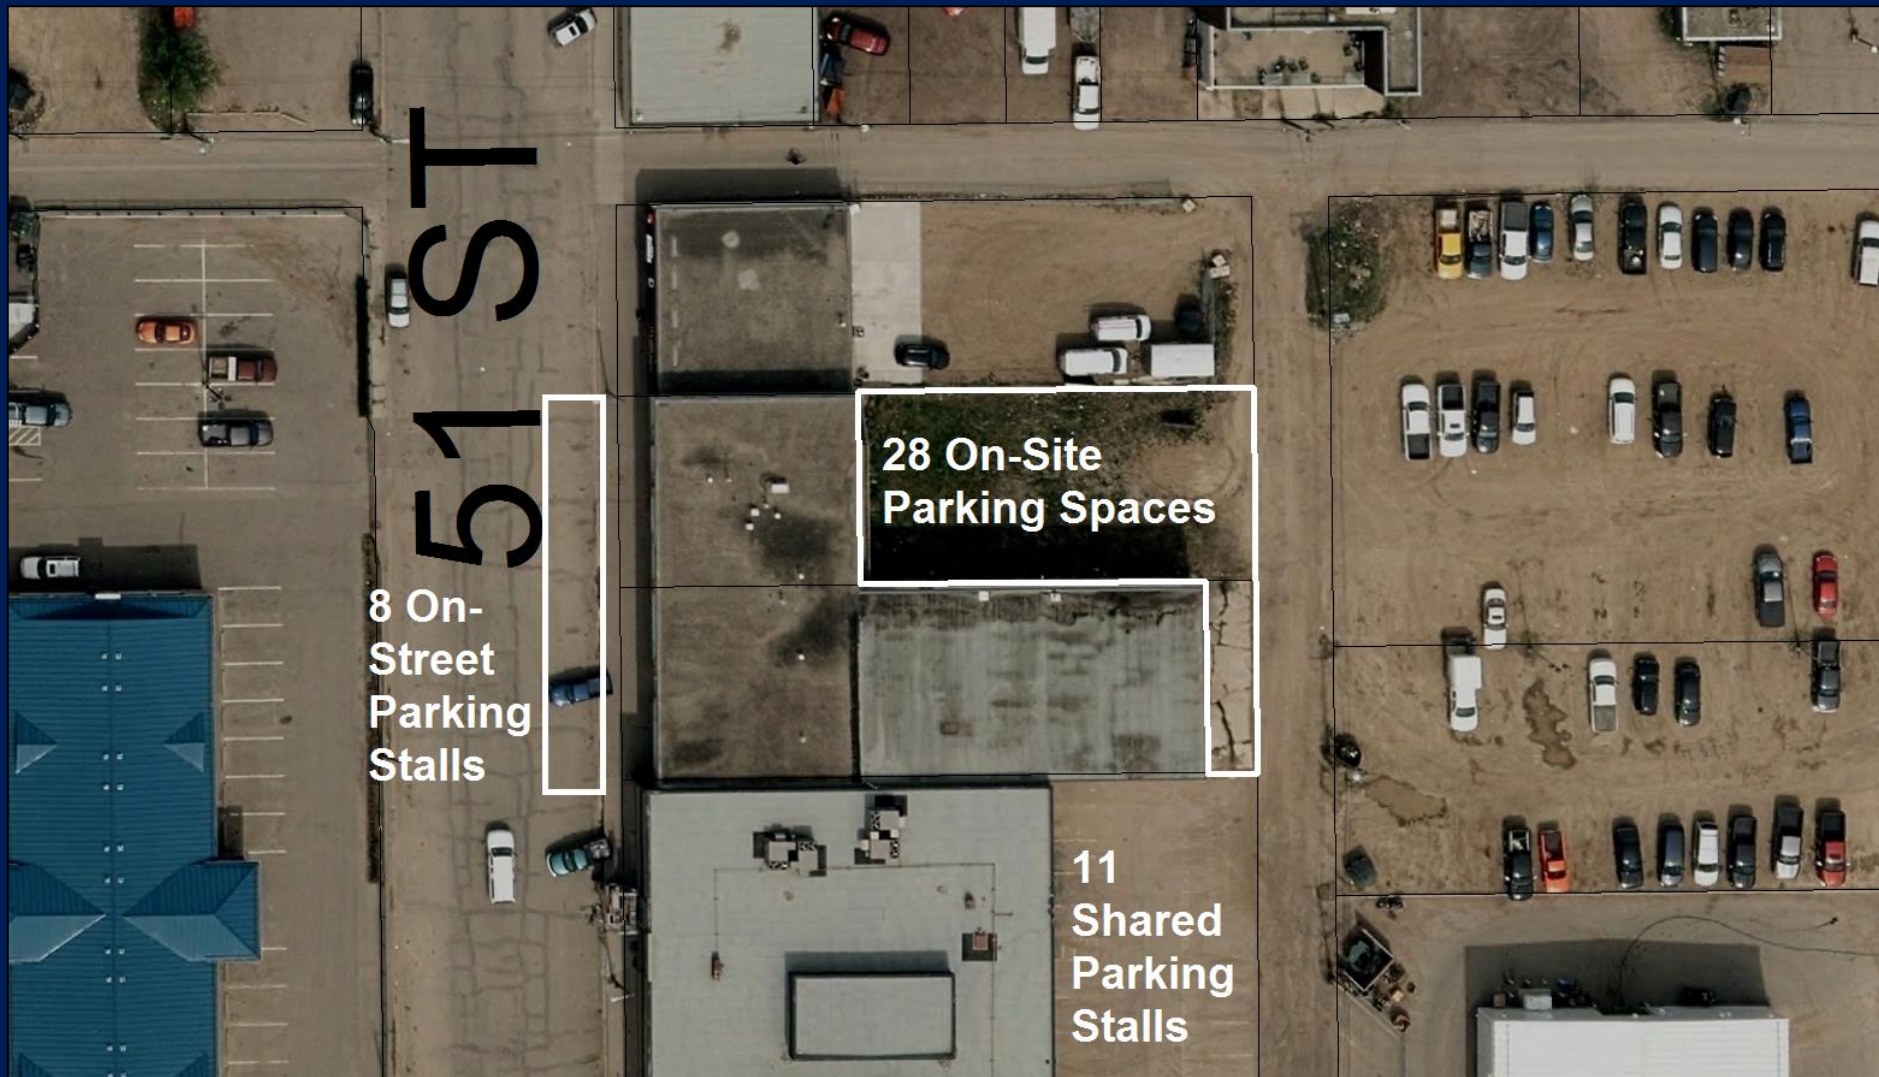 51 ST
28 On-Site
Parking Spaces
8 On-
Street
Parking
Stalls
11
Shared
Parking
Stalls